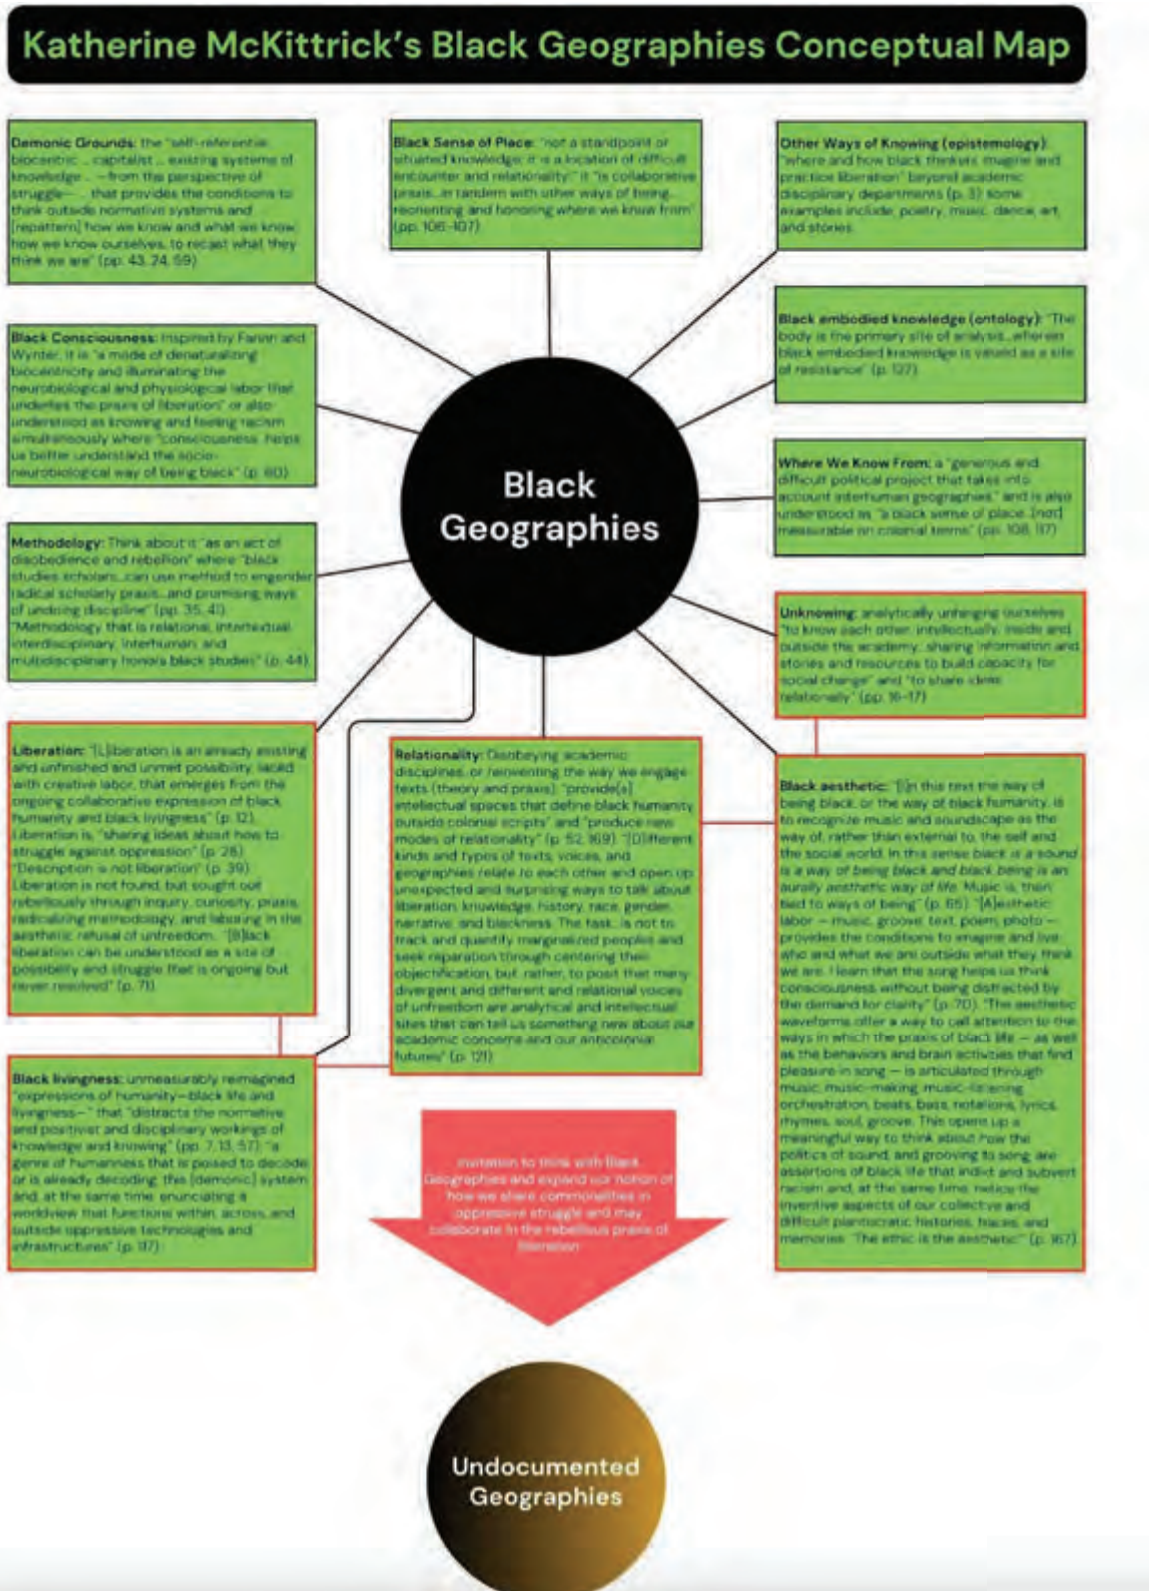 Katherine McKittrick's Black Geographies Conceptual Map
Demonic Grounds: the "self-referential
biocentric ... capitalist ... existing systems of
knowledge ... —from the perspective of
struggle— ... that provides the conditions to
think outside normative systems and
[repattern] how we know and what we know
how we know ourselves, to recast what they
think we are" (pp. 43, 24, 59)
Black Sense of Place: "not a standpoint or
situated knowledge; it is a location of difficult
encounter and relationality" it "is collaborative
praxis...in tandem with other ways of being...
reorienting and honoring where we know from"
(pp. 106-107)
Other Ways of Knowing (epistemology):
"where and how black thinkers imagine and
practice liberation" beyond academic
disciplinary departments (p. 3) some
examples include, poetry, music, dance, art,
and stories.
Black Consciousness: Inspired by Fanon and
Wynter, it is "a mode of denaturalizing
biocentricity and illuminating the
neurobiological and physiological labor that
underlies the praxis of liberation" or also
understood as knowing and feeling racism
simultaneously where "consciousness, helps
us better understand the socio-
neurobiological way of being black" (p. 60)
Black embodied knowledge (ontology): "The
body is the primary site of analysis...wherein
black embodied knowledge is valued as a site
of resistance" (p. 127)
Black
Geographies
Where We Know From: a "generous and
difficult political project that takes into
account interhuman geographies" and is also
understood as "a black sense of place, [not]
measurable on colonial terms" (pp. 108, 117)
Methodology: Think about it "as an act of
disobedience and rebellion" where "black
studies scholars...can use method to engender
radical scholarly praxis...and promising ways
of undoing discipline" (pp. 35, 41)
"Methodology that is relational, intertextual,
interdisciplinary, interhuman, and
multidisciplinary honors black studies" (p. 44)
Unknowing: analytically unhinging ourselves
"to know each other, intellectually, inside and
outside the academy, sharing information and
stories and resources to build capacity for
social change" and "to share ideas
relationally" (pp. 16-17)
Liberation: "[L]iberation is an already existing
and unfinished and unmet possibility, laced
with creative labor, that emerges from the
ongoing collaborative expression of black
humanity and black livingness" (p. 12).
Liberation is, "sharing ideas about how to
struggle against oppression" (p. 28).
"Description is not liberation" (p. 39)
Liberation is not found, but sought out
rebelliously through inquiry, curiosity, praxis,
radicalizing methodology, and laboring in the
aesthetic refusal of unfreedom. "[B]lack
liberation can be understood as a site of
possibility and struggle that is ongoing but
never resolved" (p. 71).
Relationality: Disobeying academic
disciplines, or reinventing the way we engage
texts (theory and praxis) "provide[s]
intellectual spaces that define black humanity
outside colonial scripts" and "produce new
modes of relationality" (p. 52, 169). "[D]ifferent
kinds and types of texts, voices, and
geographies relate to each other and open up
unexpected and surprising ways to talk about
liberation, knowledge, history, race, gender,
narrative, and blackness. The task...is not to
track and quantify marginalized peoples and
seek reparation through centering their
objectification, but, rather, to posit that many
divergent and different and relational voices
of unfreedom are analytical and intellectual
sites that can tell us something new about our
academic concerns and our anticolonial
futures" (p. 121)
Black aesthetic: "[I]n this text the way of
being black, or the way of black humanity, is
to recognize music and soundscape as the
way of, rather than external to, the self and
the social world. In this sense black is a sound
is a way of being black and black being is an
aurally aesthetic way of life. Music is, then,
tied to ways of being" (p. 65). "[A]esthetic
labor — music, groove, text, poem, photo —
provides the conditions to imagine and live
who and what we are outside what they think
we are. I learn that the song helps us think
consciousness without being distracted by
the demand for clarity" (p. 70). "The aesthetic
waveforms offer a way to call attention to the
ways in which the praxis of black life — as well
as the behaviors and brain activities that find
pleasure in song — is articulated through
music, music-making, music-listening,
orchestration, beats, bass, notations, lyrics,
rhymes, soul, groove. This opens up a
meaningful way to think about how the
politics of sound, and grooving to song, are
assertions of black life that indict and subvert
racism and, at the same time, notice the
inventive aspects of our collective and
difficult plantocratic histories, traces, and
memories. 'The ethic is the aesthetic'" (p. 167)
Black livingness: unmeasurably reimagined
"expressions of humanity—black life and
livingness—" that "distracts the normative
and positivist and disciplinary workings of
knowledge and knowing" (pp. 7, 13, 57); "a
genre of humanness that is poised to decode,
or is already decoding, this [demonic] system
and, at the same time, enunciating a
worldview that functions within, across, and
outside oppressive technologies and
infrastructures" (p. 117)
Invitation to think with Black
Geographies and expand our notion of
how we share commonalities in
oppressive struggle and may
collaborate in the rebellious praxis of
liberation
Undocumented
Geographies